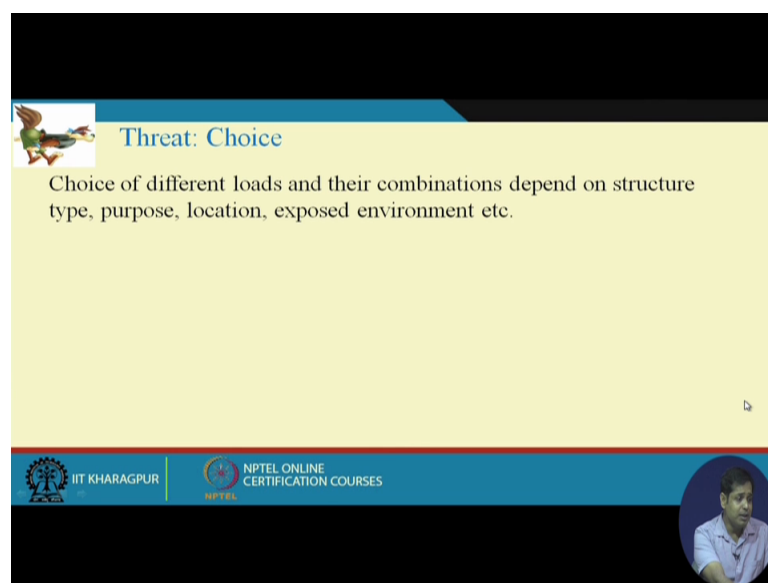 Threat: Choice
Choice of different loads and their combinations depend on structure
type, purpose, location, exposed environment etc.
IIT KHARAGPUR
NPTEL
NPTEL ONLINE
CERTIFICATION COURSES